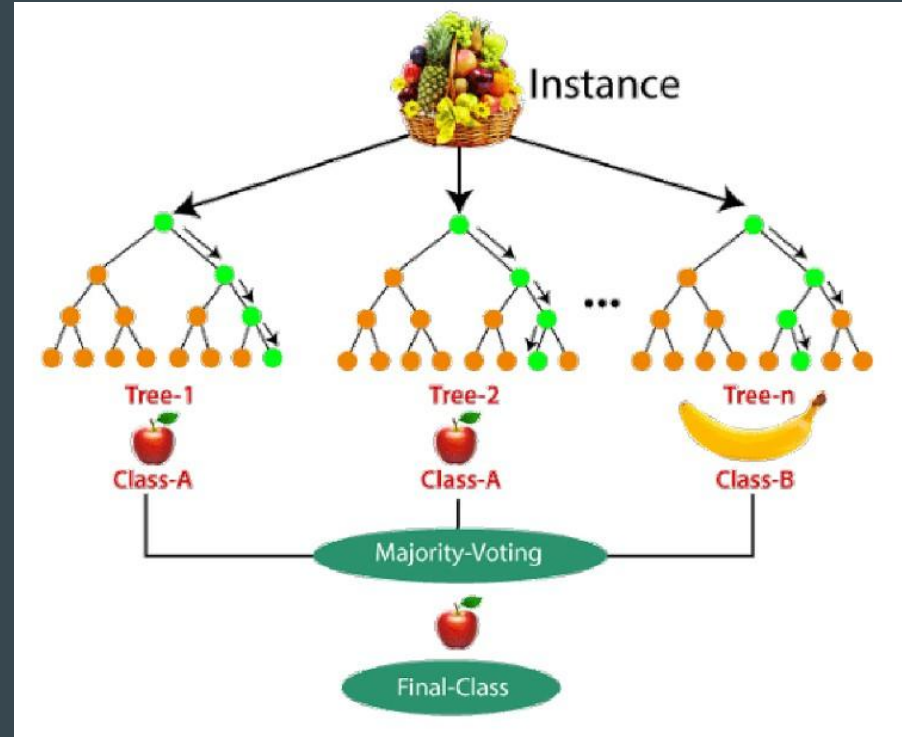 Instance
...
Tree-1
Tree-2
Tree-n
Class-A
Class-A
Class-B
Majority-Voting
Final-Class